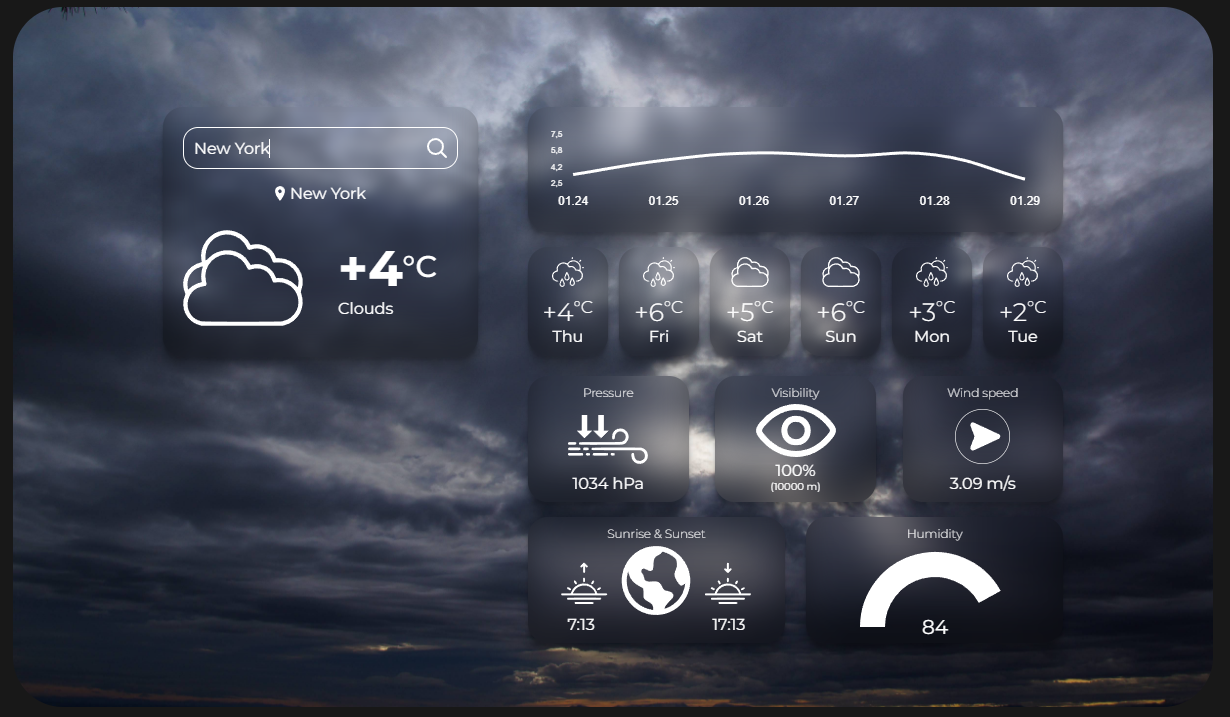 New York
New York
+4°C
Clouds
7,5
5,8
4,2
2,5
01.24 01.25 01.26 01.27 01.28 01.29
+4°C +6°C +5°C +6°C +3°C +2°C
Thu Fri Sat Sun Mon Tue
Pressure
1034 hPa
Visibility
100%
(10000 m)
Wind speed
3.09 m/s
Sunrise & Sunset
7:13 17:13
Humidity
84